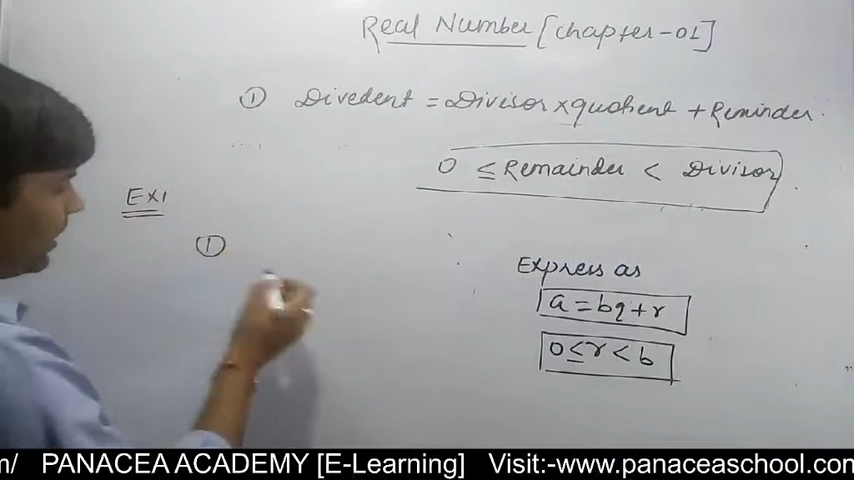 Real Number [chapter-01]
① Divedent = Divisor × quotient + Reminder.
0 ≤ Remainder < Divisor
Ex1
①
Express as
a = bq + r
0 ≤ r < b
m/ PANACEA ACADEMY [E-Learning] Visit:-www.panaceaschool.com